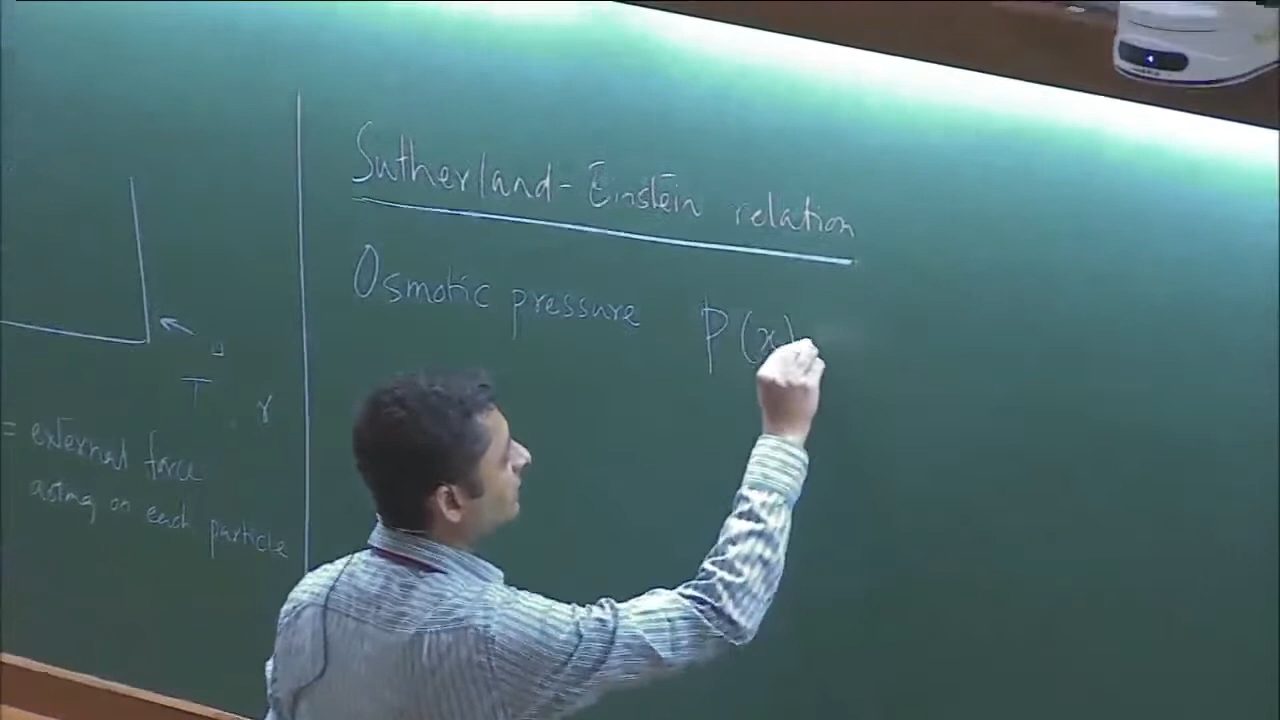 Sutherland-Einstein relation
Osmotic pressure P(x)
T
γ
= external force
acting on each particle